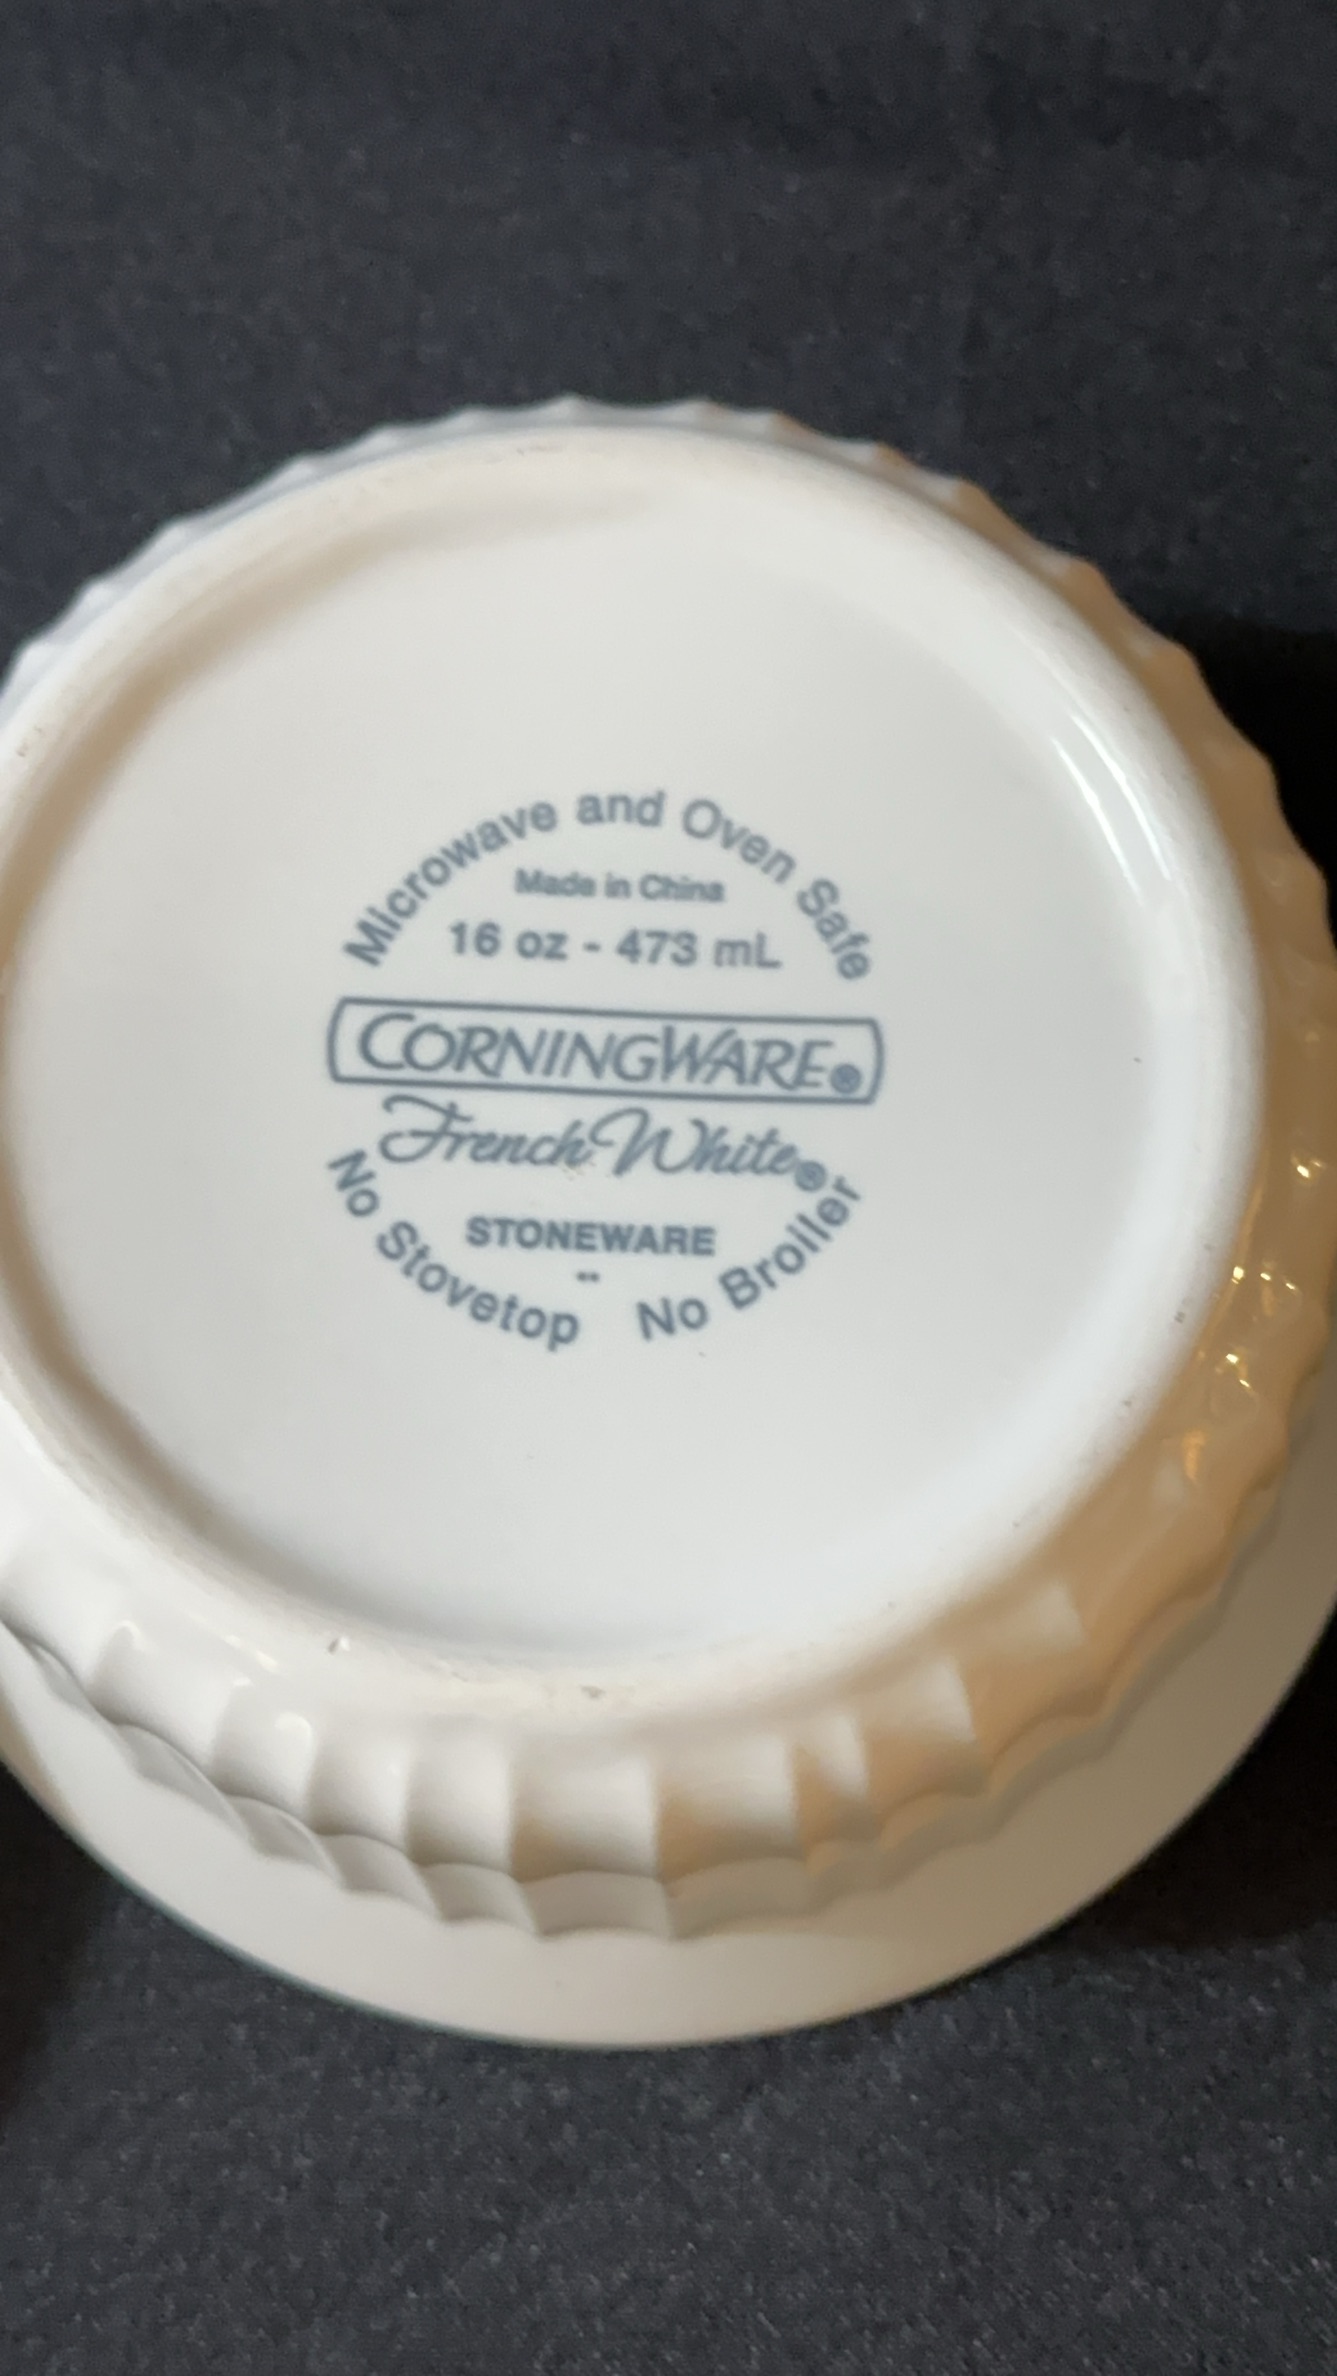 Microwave and Oven Safe
Made in China
16 oz - 473 mL
CORNINGWARE®
French White®
STONEWARE
No Stovetop No Broiler